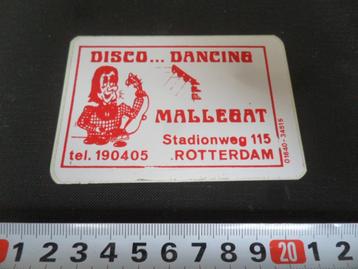 DISCO... DANCING
MALLEGAT
Stadionweg 115
tel. 190405 ROTTERDAM
01640-34515
1 2 3 4 5 6 7 8 9 20 1 2